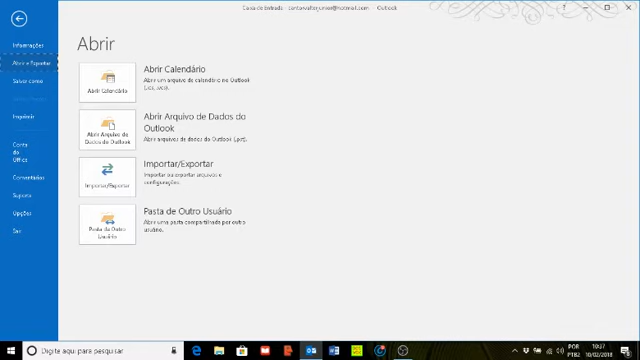 Caixa de Entrada - cantorvalterjunior@hotmail.com - Outlook
Informações
Abrir e Exportar
Salvar como
Imprimir
Conta
do
Office
Comentários
Suporte
Opções
Sair
Abrir
Abrir Calendário
Abrir Calendário
Abrir um arquivo de calendário no Outlook
(.ics, .vcs).
Abrir Arquivo de
Dados do Outlook
Abrir Arquivo de Dados do
Outlook
Abrir arquivos de dados do Outlook (.pst).
Importar/Exportar
Importar/Exportar
Importar ou exportar arquivos e
configurações.
Pasta de Outro
Usuário
Pasta de Outro Usuário
Abrir uma pasta compartilhada por outro
usuário.
Digite aqui para pesquisar
POR
PTB2
10:37
10/02/2018